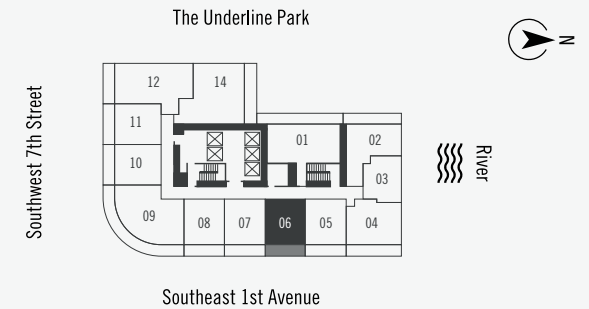 The Underline Park
N
Southwest 7th Street
12
14
11
01
02
10
03
River
09
08
07
06
05
04
Southeast 1st Avenue